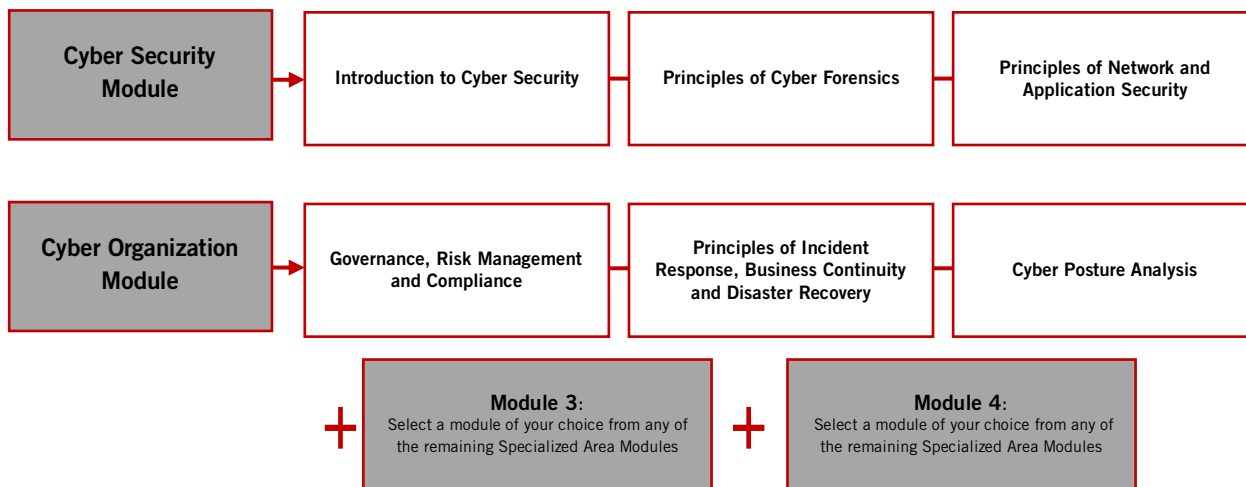 Cyber Security
Module
Introduction to Cyber Security
Principles of Cyber Forensics
Principles of Network and
Application Security
Cyber Organization
Module
Governance, Risk Management
and Compliance
Principles of Incident
Response, Business Continuity
and Disaster Recovery
Cyber Posture Analysis
+
Module 3:
Select a module of your choice from any of
the remaining Specialized Area Modules
+
Module 4:
Select a module of your choice from any of
the remaining Specialized Area Modules